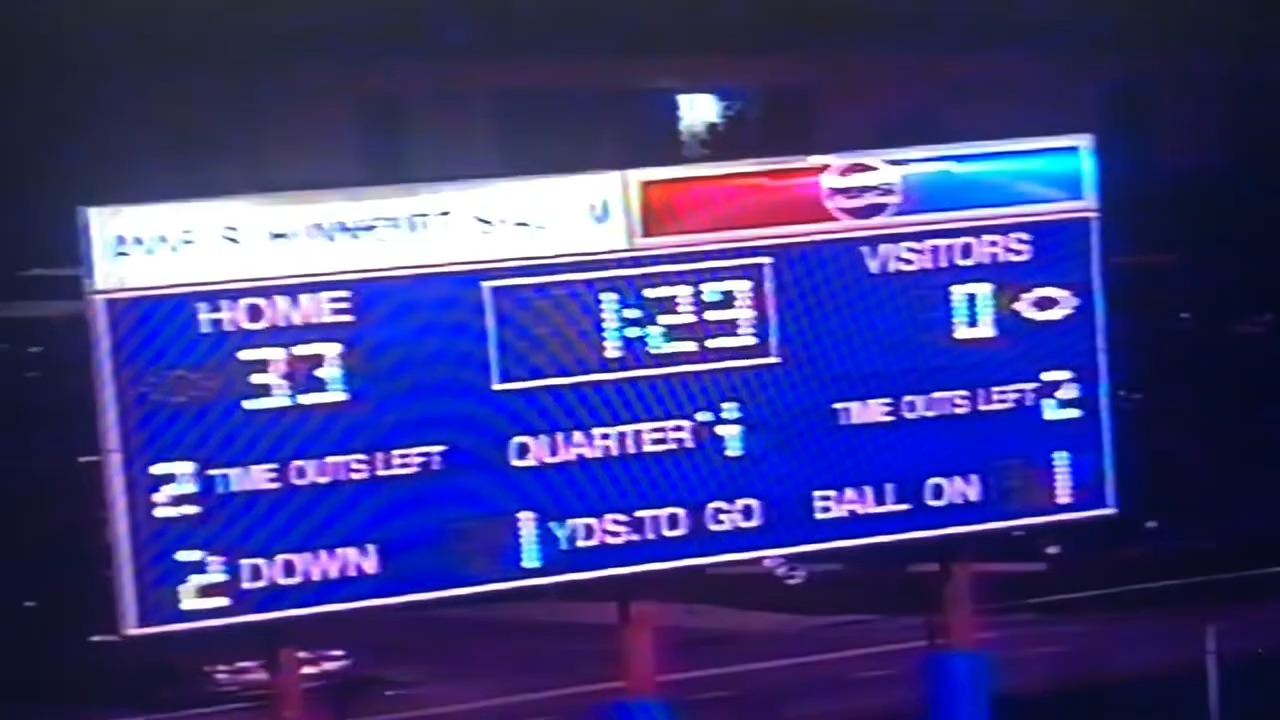 HOME
33
1:23
VISITORS
0
2 TIME OUTS LEFT
QUARTER 4
TIME OUTS LEFT 2
2 DOWN
1 YDS.TO GO
BALL ON 1